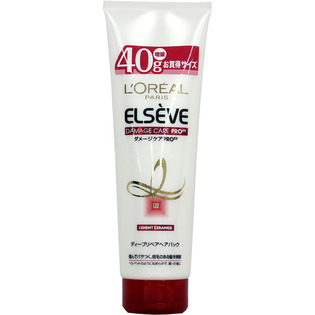 40g 増量 お買得サイズ
L'ORÉAL
PARIS
ELSÈVE
DAMAGE CARE PRO
ダメージケア PRO
CEMENT CERAMIDE
ディープリペアヘアパック